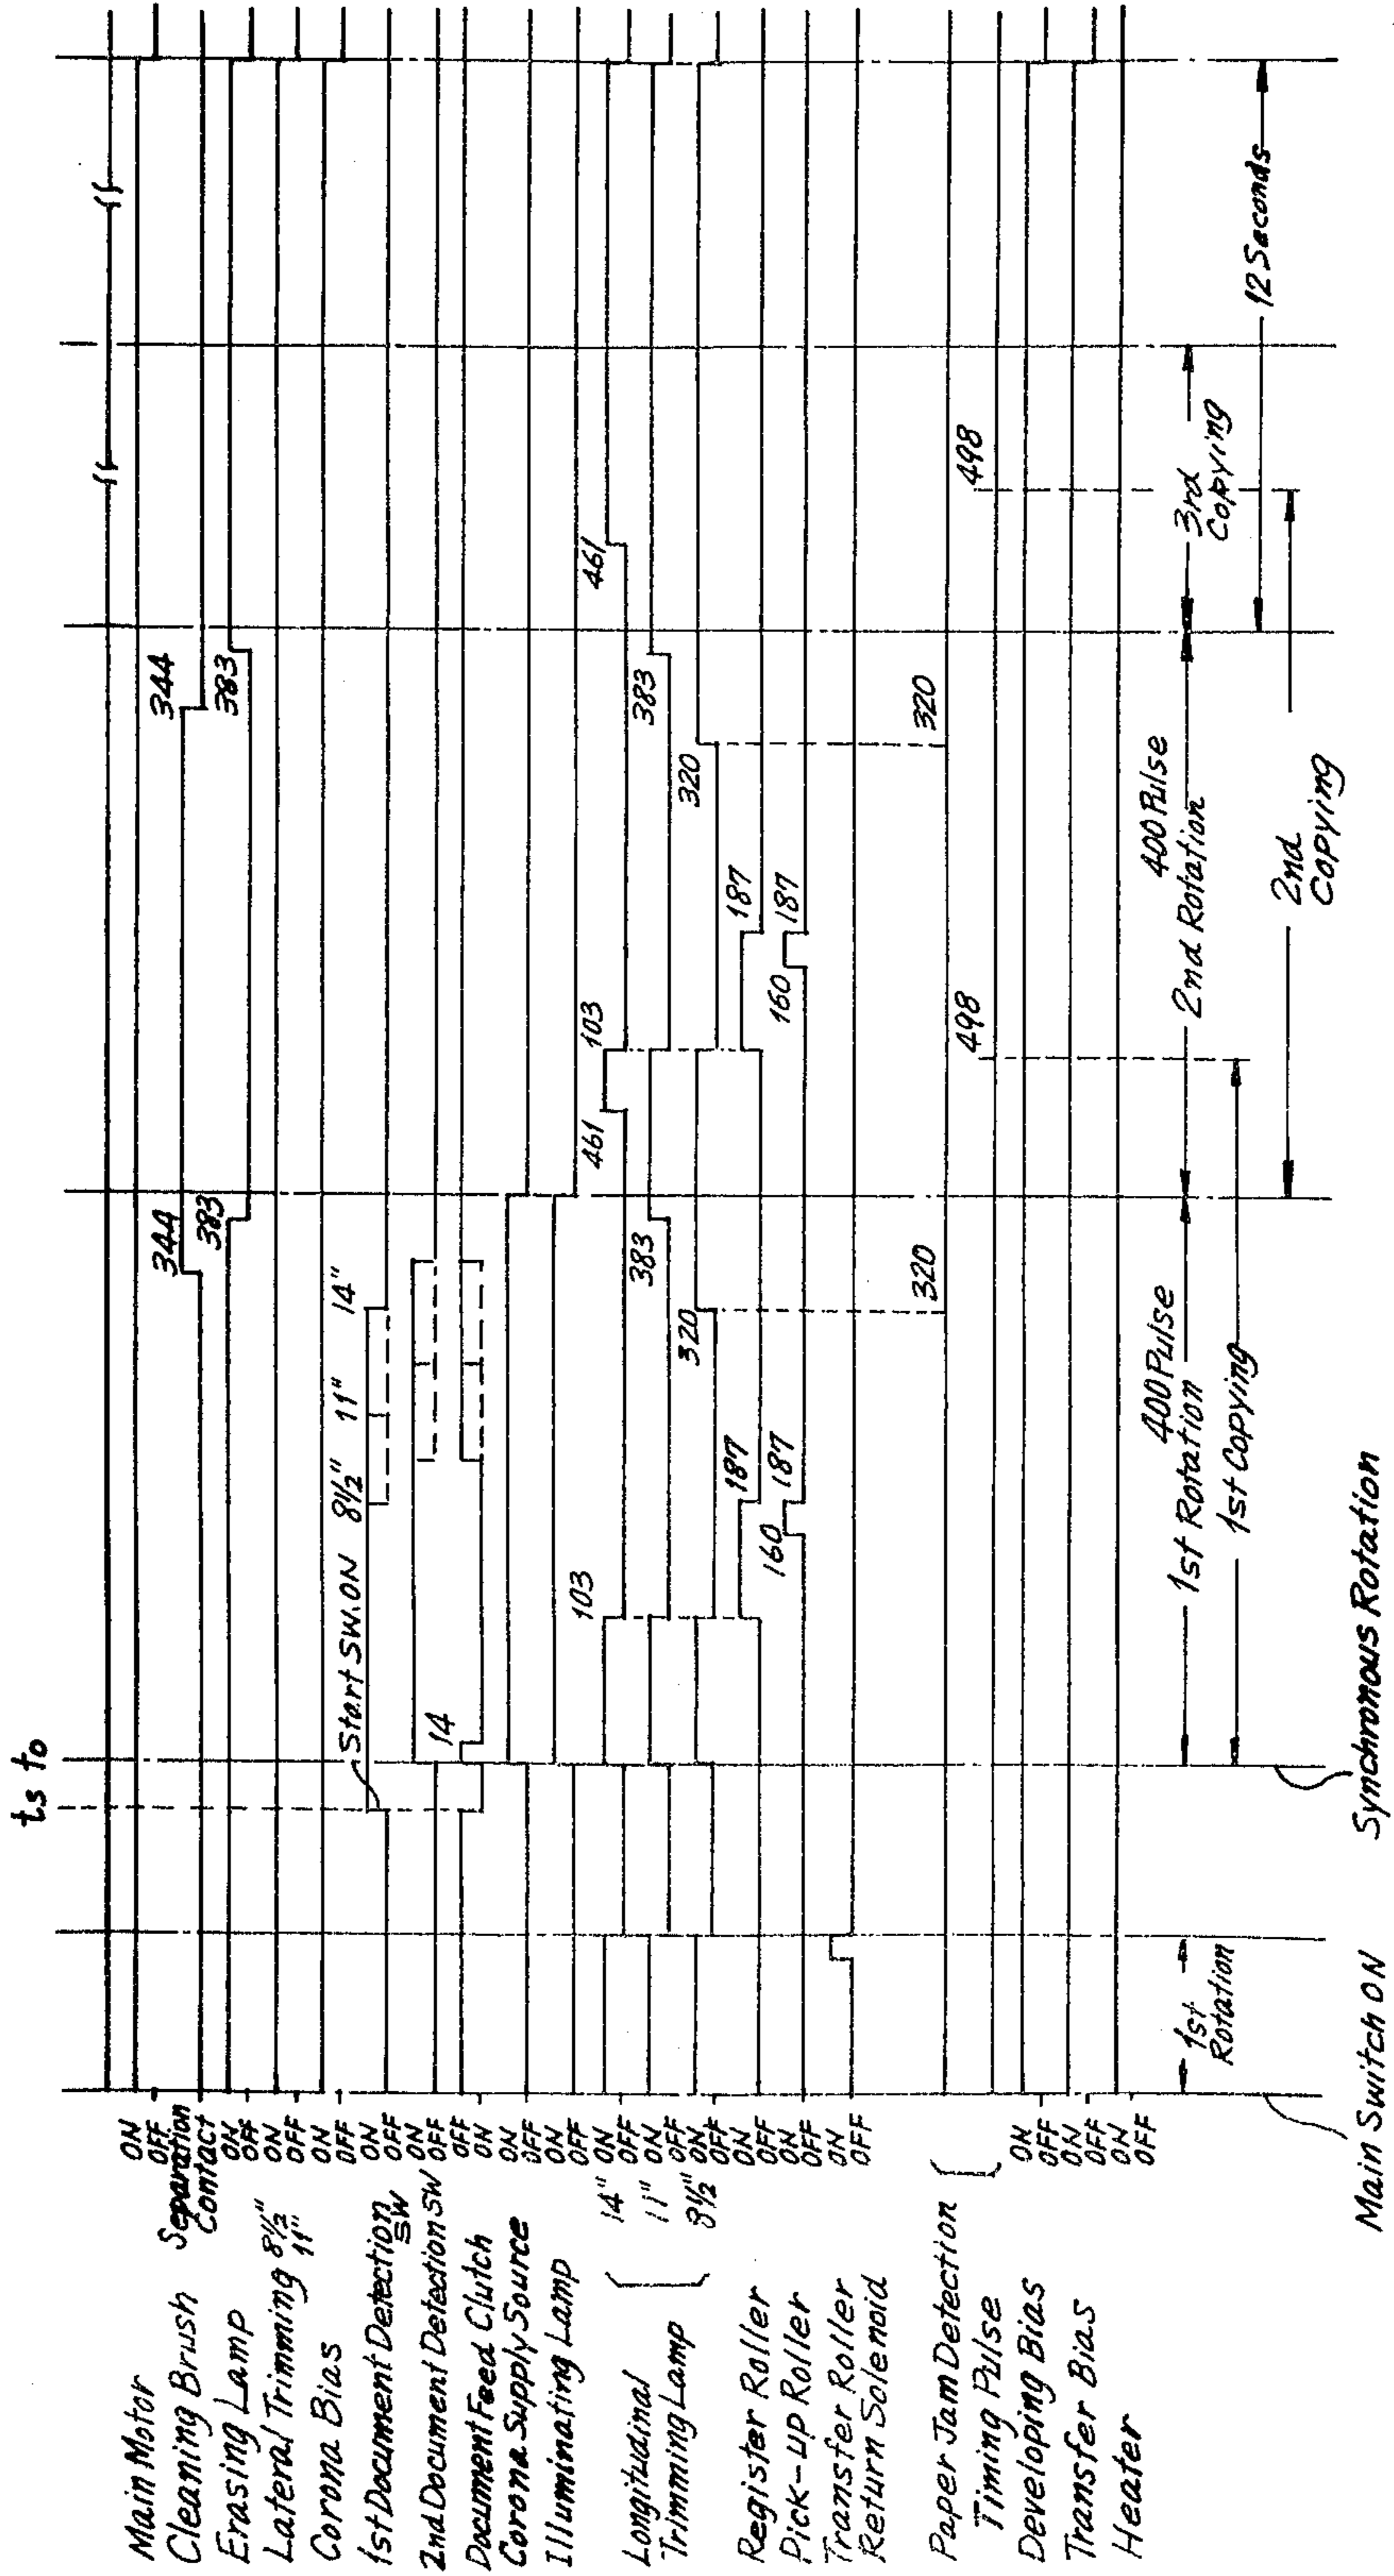 ts to
Main Motor ON
OFF
Cleaning Brush Separation
Contact
Erasing Lamp ON
OFF
Lateral Trimming 8½" ON
11" OFF
Corona Bias ON
OFF
1st Document Detection ON
SW OFF
2nd Document Detection SW ON
OFF
Document Feed Clutch OFF
ON
Corona Supply Source ON
OFF
Illuminating Lamp ON
OFF
Longitudinal
Trimming Lamp
14" ON
OFF
11" ON
OFF
8½" ON
OFF
Register Roller ON
OFF
Pick-up Roller ON
OFF
Transfer Roller ON
Return Solenoid OFF
Paper Jam Detection
Timing Pulse
Developing Bias ON
OFF
Transfer Bias ON
OFF
Heater ON
OFF
344 344
383 383
Start SW.ON 8½" 11" 14"
14
103 461 103 461
383 383
320 320
187 187
160 187 160 187
320 320
498 498
1st
Rotation
400 Pulse
1st Rotation
400 Pulse
2nd Rotation
3rd
Copying
1st Copying
12 Seconds
2nd
Copying
Main Switch ON
Synchronous Rotation